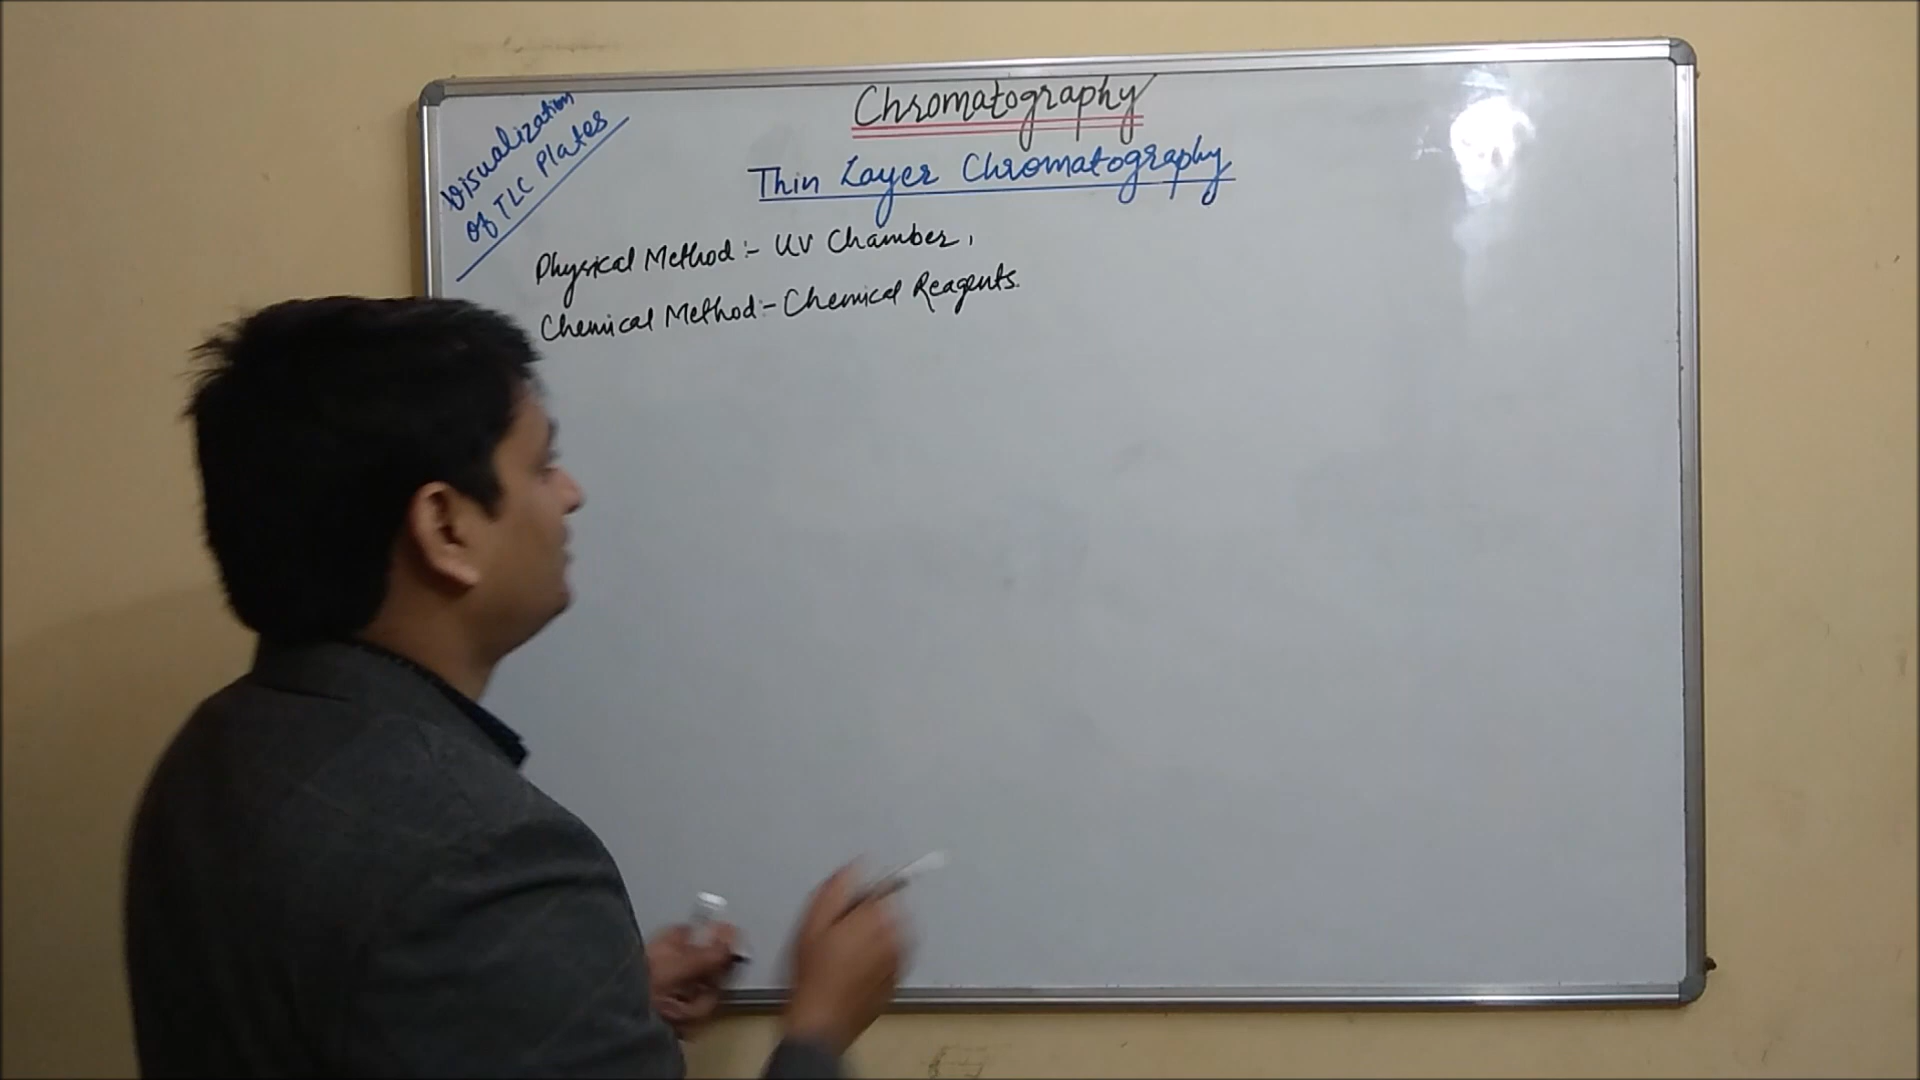 Chromatography
Thin Layer Chromatography
Visualization
of TLC Plates
Physical Method:- UV Chamber,
Chemical Method:- Chemical Reagents.